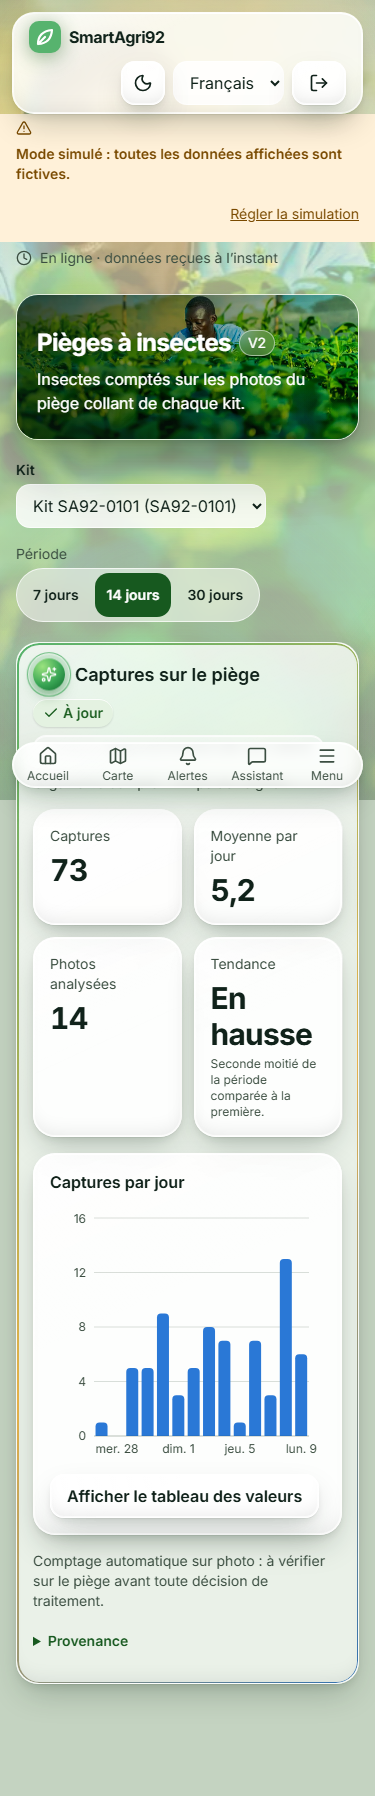 SmartAgri92
Français
Mode simulé : toutes les données affichées sont
fictives.
Régler la simulation
En ligne · données reçues à l’instant
Pièges à insectes V2
Insectes comptés sur les photos du
piège collant de chaque kit.
Kit
Kit SA92-0101 (SA92-0101)
Période
7 jours 14 jours 30 jours
Captures sur le piège
À jour
Accueil Carte Alertes Assistant Menu
Captures
73
Moyenne par
jour
5,2
Photos
analysées
14
Tendance
En
hausse
Seconde moitié de
la période
comparée à la
première.
Captures par jour
16
12
8
4
0
mer. 28 dim. 1 jeu. 5 lun. 9
Afficher le tableau des valeurs
Comptage automatique sur photo : à vérifier
sur le piège avant toute décision de
traitement.
Provenance